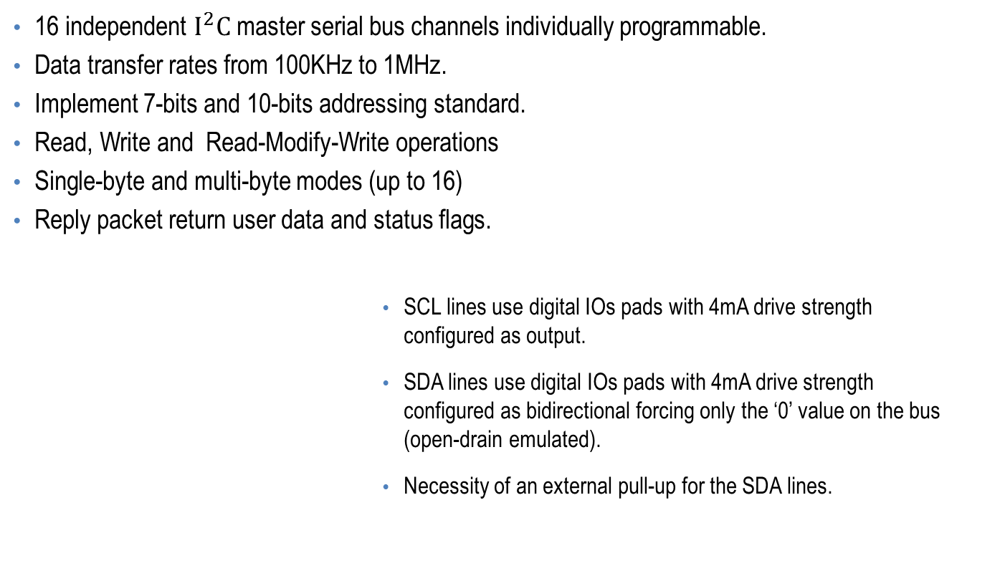 • 16 independent I²C master serial bus channels individually programmable.
• Data transfer rates from 100KHz to 1MHz.
• Implement 7-bits and 10-bits addressing standard.
• Read, Write and  Read-Modify-Write operations
• Single-byte and multi-byte modes (up to 16)
• Reply packet return user data and status flags.
• SCL lines use digital IOs pads with 4mA drive strength
configured as output.
• SDA lines use digital IOs pads with 4mA drive strength
configured as bidirectional forcing only the ‘0’ value on the bus
(open-drain emulated).
• Necessity of an external pull-up for the SDA lines.